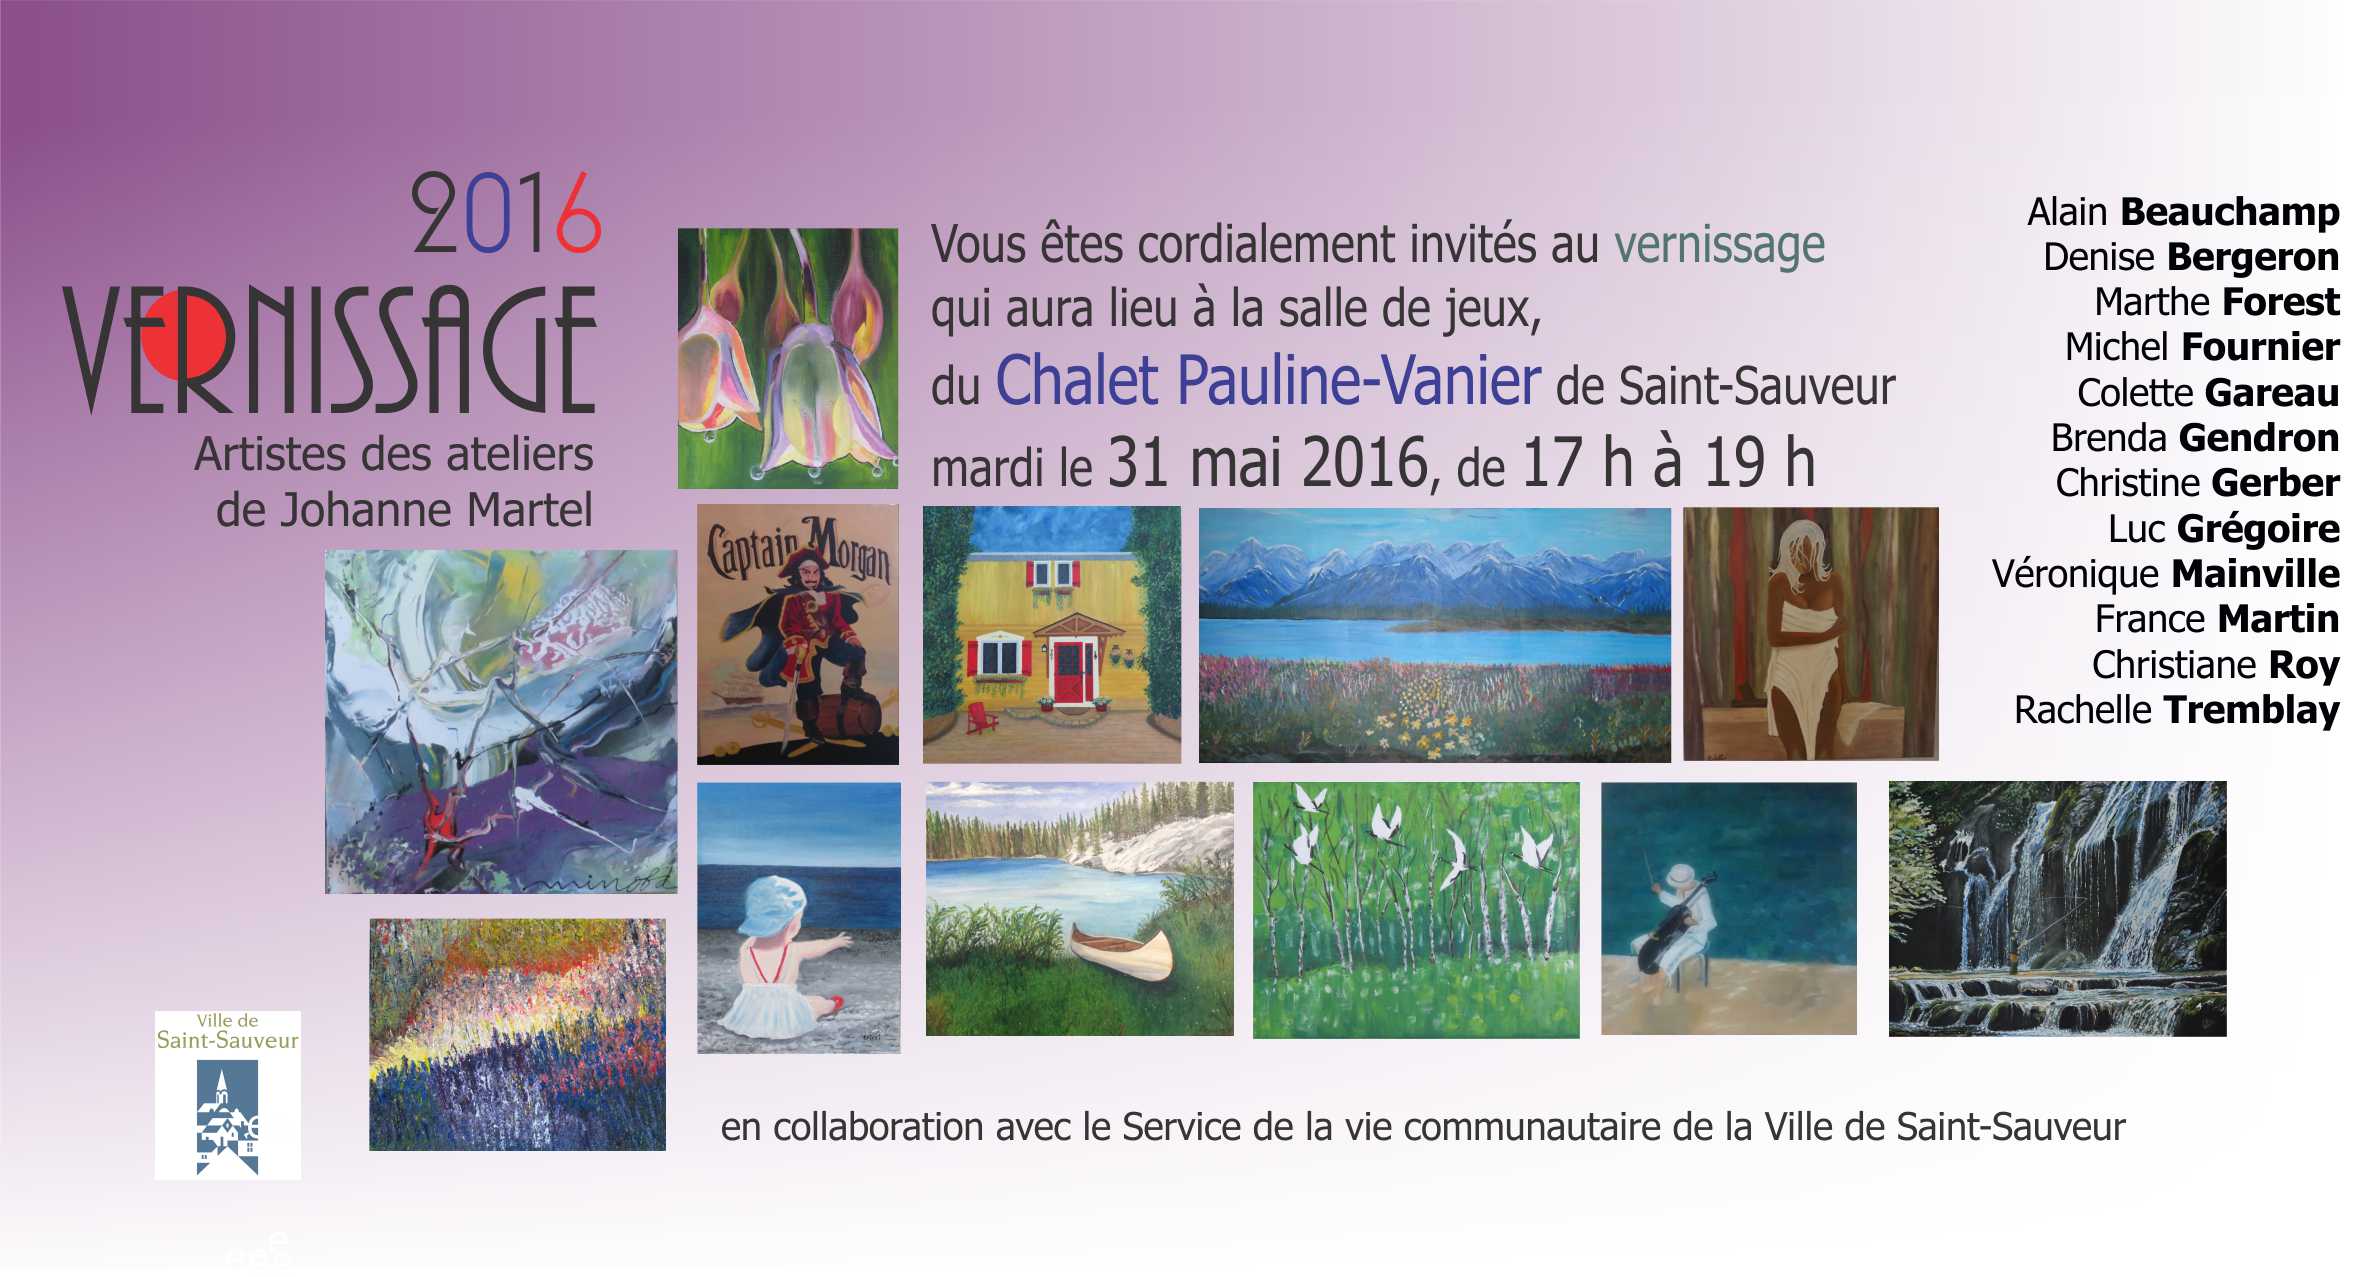 2016
VERNISSAGE
Artistes des ateliers
de Johanne Martel
Vous êtes cordialement invités au vernissage
qui aura lieu à la salle de jeux,
du Chalet Pauline-Vanier de Saint-Sauveur
mardi le 31 mai 2016, de 17 h à 19 h
Alain Beauchamp
Denise Bergeron
Marthe Forest
Michel Fournier
Colette Gareau
Brenda Gendron
Christine Gerber
Luc Grégoire
Véronique Mainville
France Martin
Christiane Roy
Rachelle Tremblay
Captain Morgan
Ville de
Saint-Sauveur
en collaboration avec le Service de la vie communautaire de la Ville de Saint-Sauveur